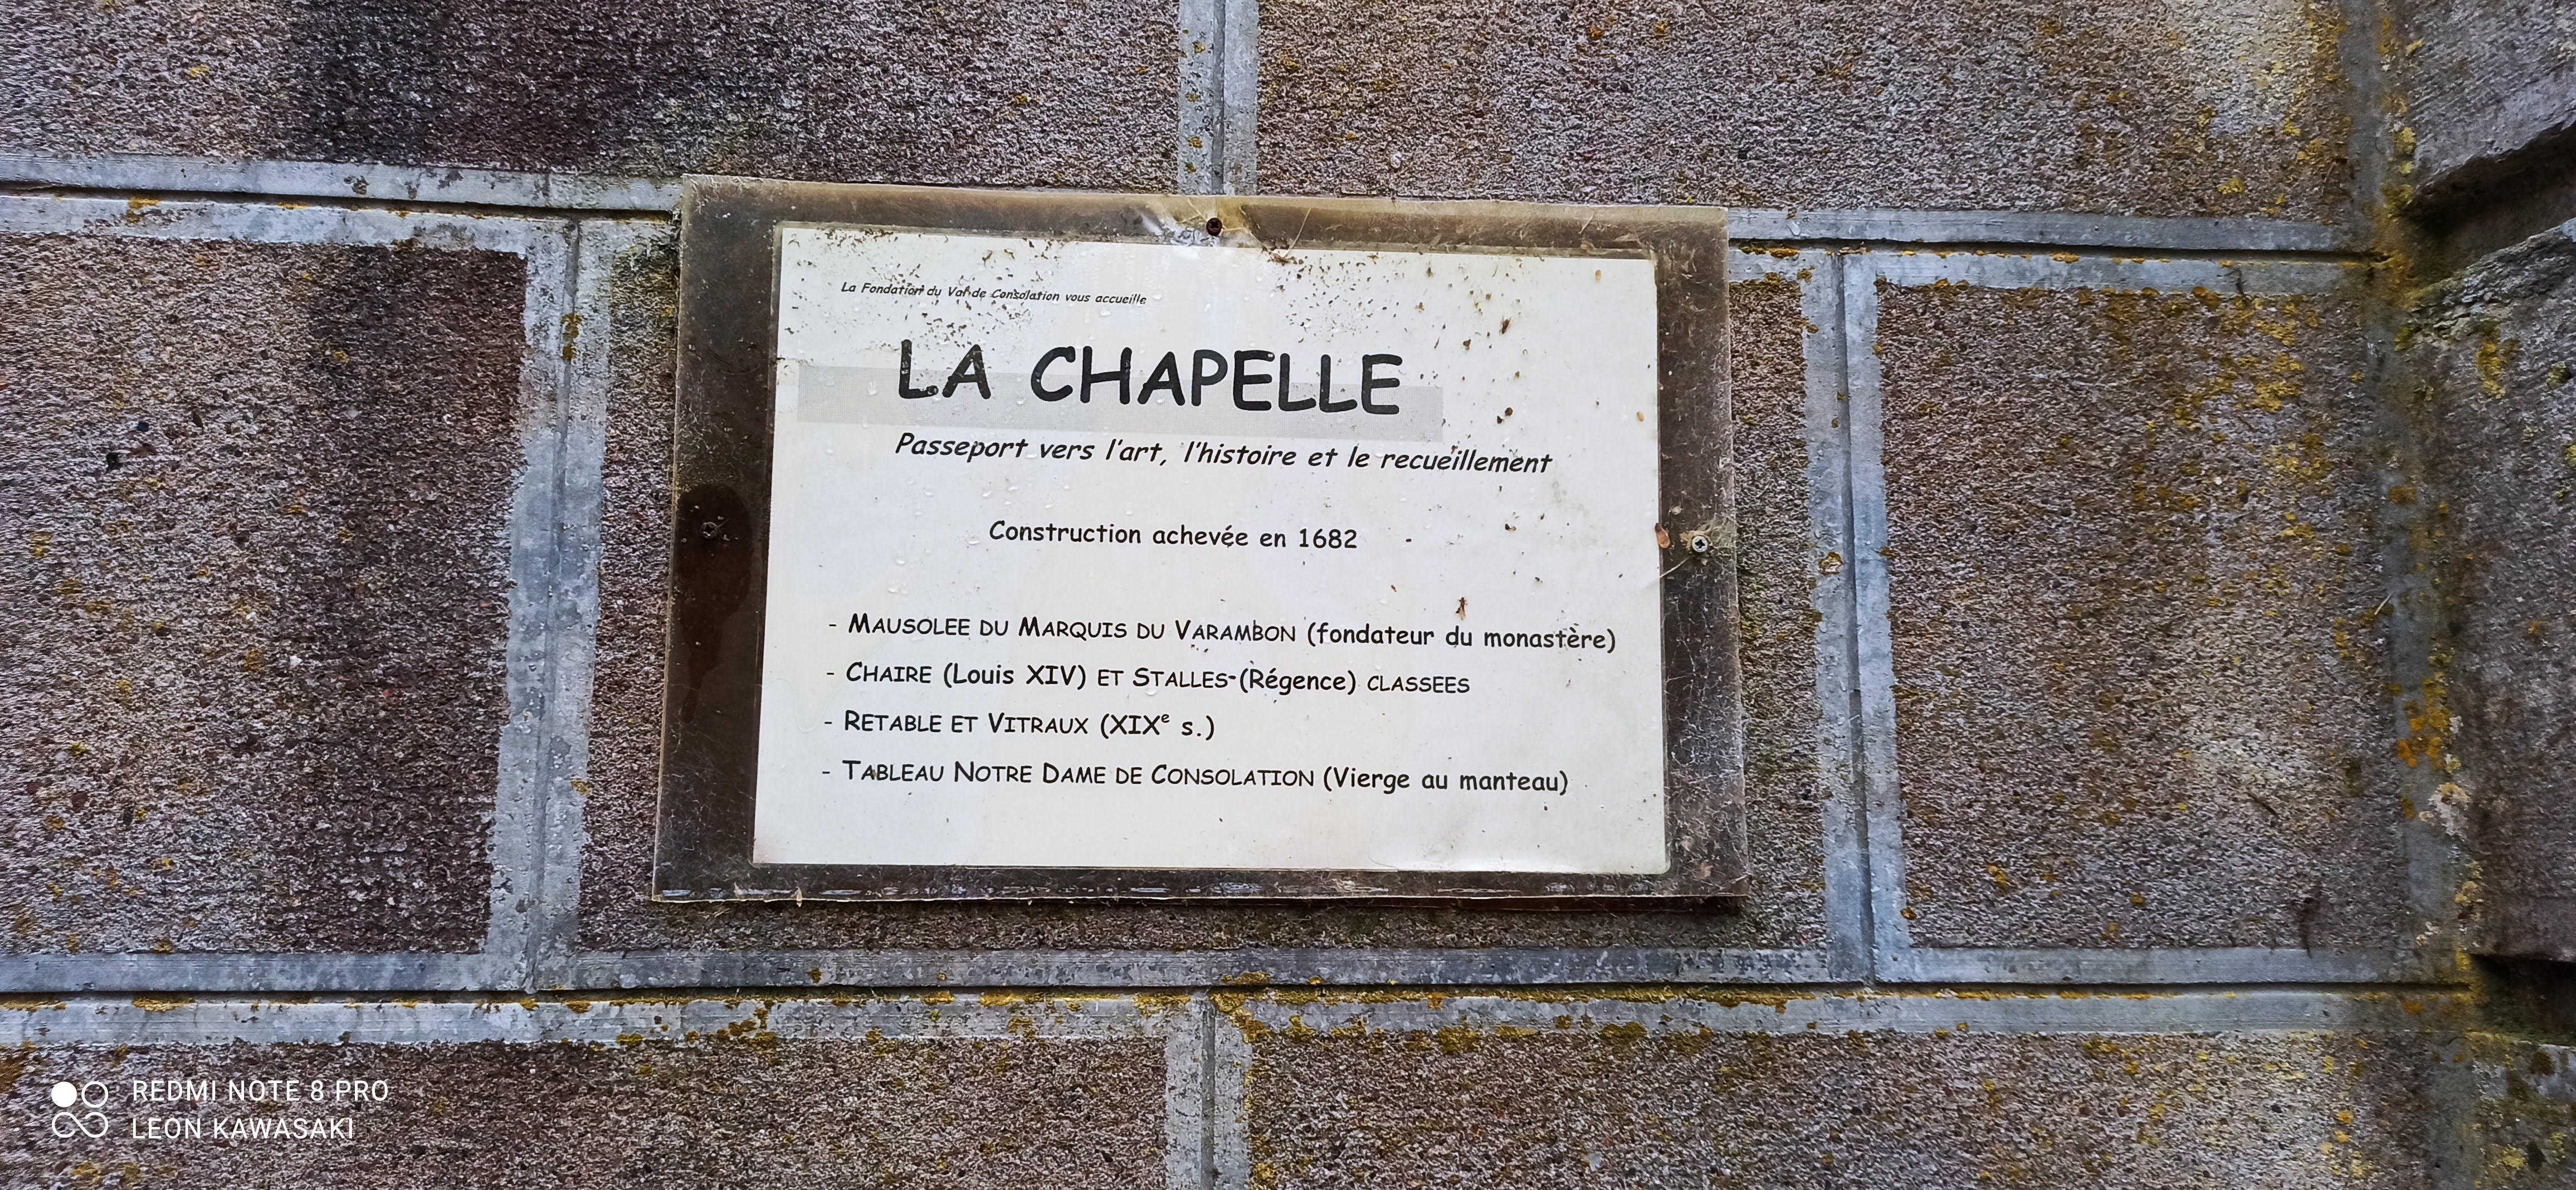 La Fondation du Val de Consolation vous accueille
LA CHAPELLE
Passeport vers l'art, l'histoire et le recueillement
Construction achevée en 1682
- MAUSOLEE DU MARQUIS DU VARAMBON (fondateur du monastère)
- CHAIRE (Louis XIV) ET STALLES (Régence) CLASSEES
- RETABLE ET VITRAUX (XIXe s.)
- TABLEAU NOTRE DAME DE CONSOLATION (Vierge au manteau)
REDMI NOTE 8 PRO
LEON KAWASAKI